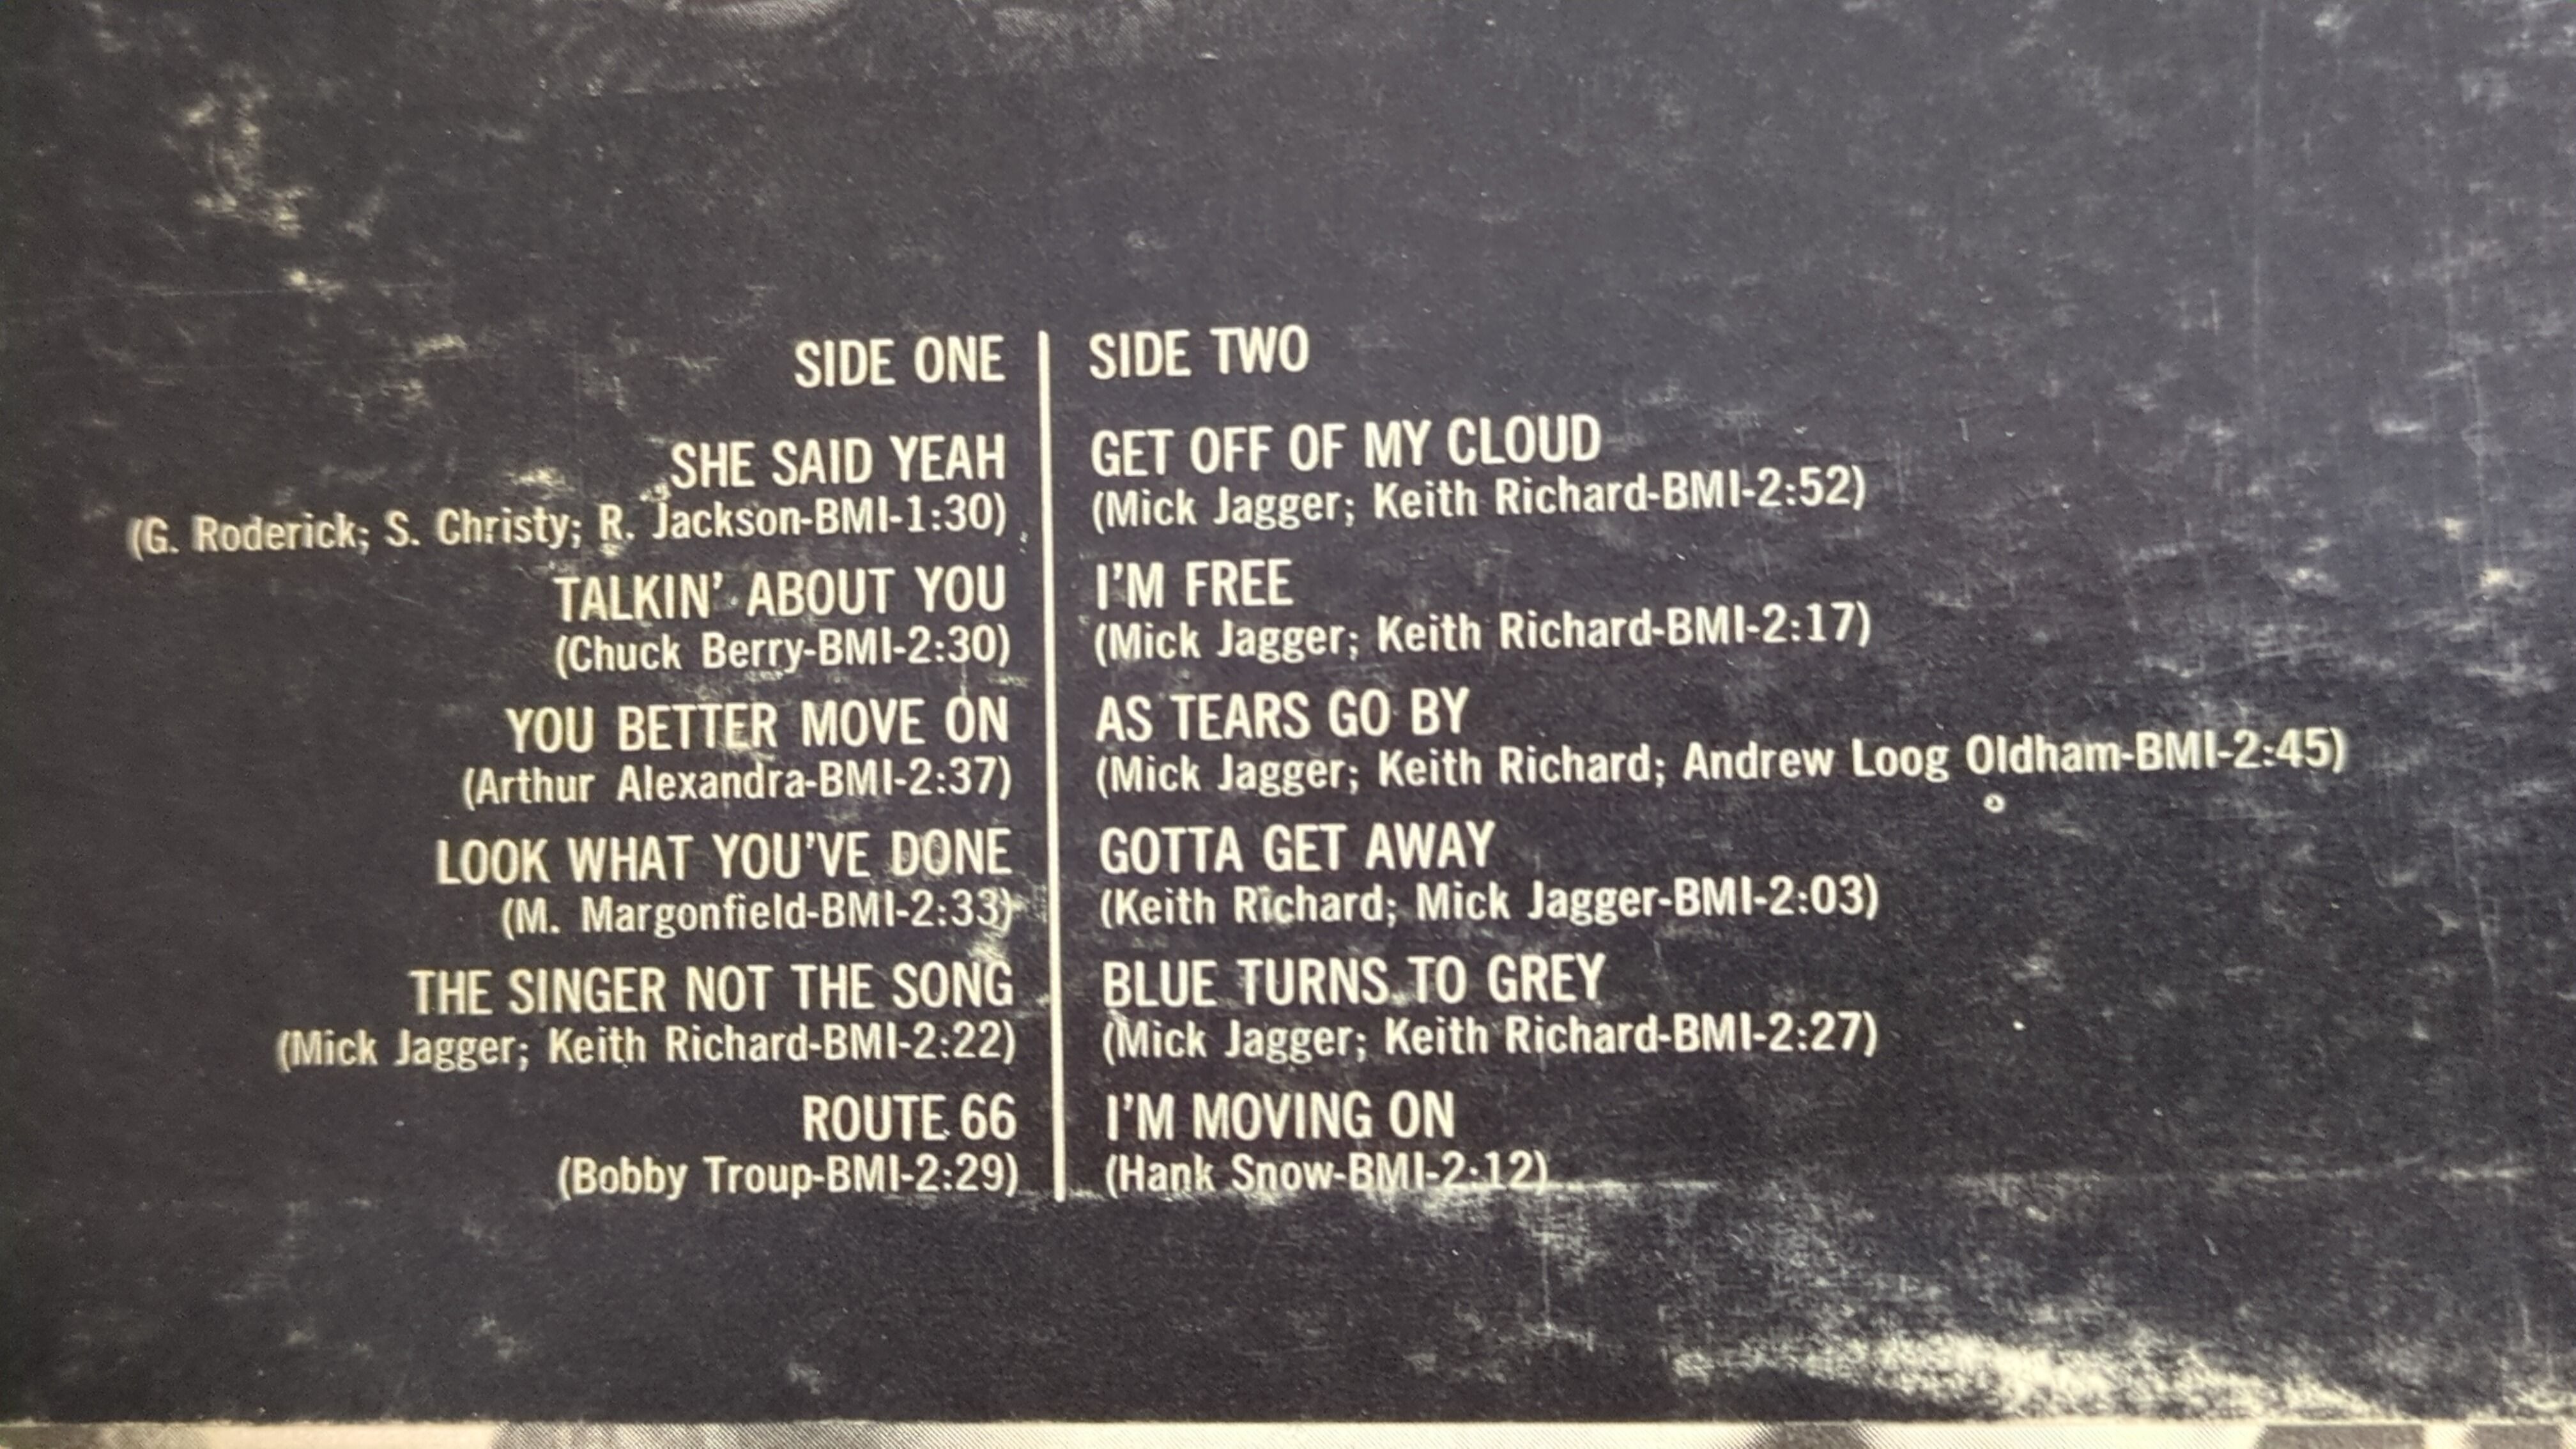 SIDE ONE
SHE SAID YEAH
(G. Roderick; S. Christy; R. Jackson-BMI-1:30)
TALKIN' ABOUT YOU
(Chuck Berry-BMI-2:30)
YOU BETTER MOVE ON
(Arthur Alexandra-BMI-2:37)
LOOK WHAT YOU'VE DONE
(M. Margonfield-BMI-2:33)
THE SINGER NOT THE SONG
(Mick Jagger; Keith Richard-BMI-2:22)
ROUTE 66
(Bobby Troup-BMI-2:29)
SIDE TWO
GET OFF OF MY CLOUD
(Mick Jagger; Keith Richard-BMI-2:52)
I'M FREE
(Mick Jagger; Keith Richard-BMI-2:17)
AS TEARS GO BY
(Mick Jagger; Keith Richard; Andrew Loog Oldham-BMI-2:45)
GOTTA GET AWAY
(Keith Richard; Mick Jagger-BMI-2:03)
BLUE TURNS TO GREY
(Mick Jagger; Keith Richard-BMI-2:27)
I'M MOVING ON
(Hank Snow-BMI-2:12)